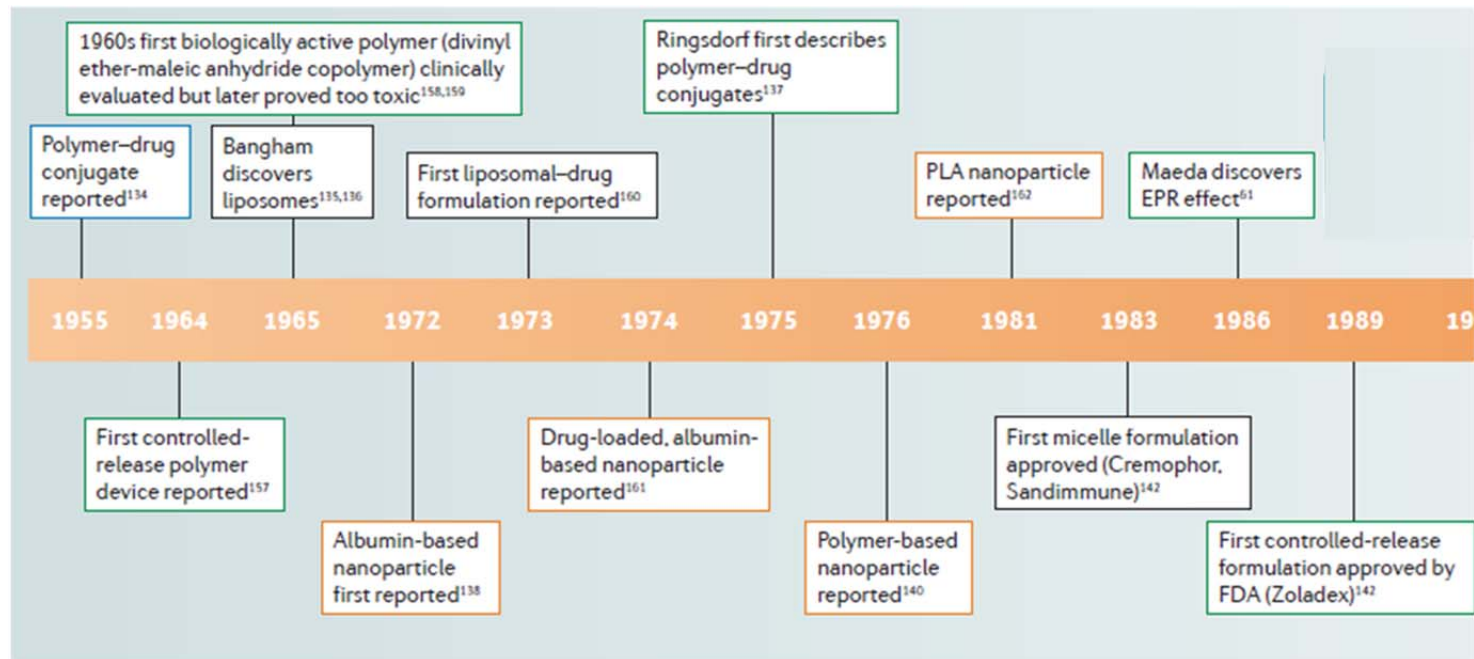 1960s first biologically active polymer (divinyl
ether-maleic anhydride copolymer) clinically
evaluated but later proved too toxic158,159
Ringsdorf first describes
polymer–drug
conjugates137
Polymer–drug
conjugate
reported134
Bangham
discovers
liposomes135,136
First liposomal–drug
formulation reported160
PLA nanoparticle
reported162
Maeda discovers
EPR effect61
1955 1964 1965 1972 1973 1974 1975 1976 1981 1983 1986 1989 19
First controlled-
release polymer
device reported157
Drug-loaded, albumin-
based nanoparticle
reported161
First micelle formulation
approved (Cremophor,
Sandimmune)142
Albumin-based
nanoparticle
first reported138
Polymer-based
nanoparticle
reported140
First controlled-release
formulation approved by
FDA (Zoladex)142